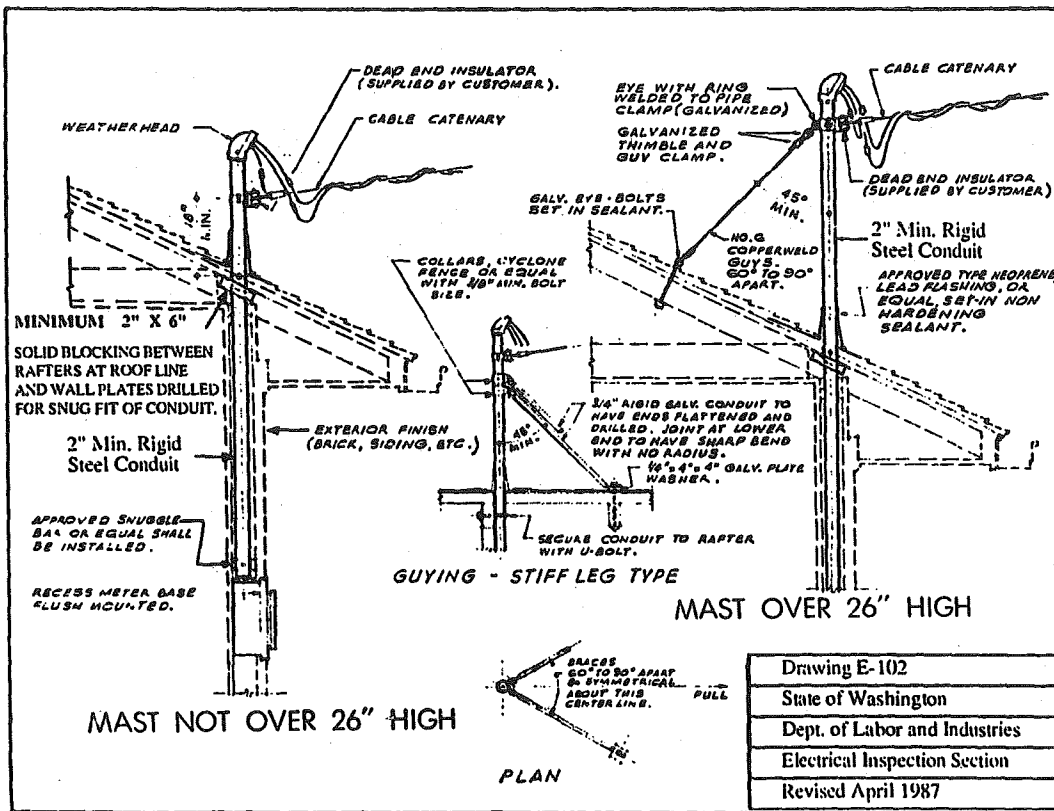 DEAD END INSULATOR
(SUPPLIED BY CUSTOMER).
CABLE CATENARY
WEATHERHEAD
18"
MIN.
MINIMUM 2" X 6"
SOLID BLOCKING BETWEEN
RAFTERS AT ROOF LINE
AND WALL PLATES DRILLED
FOR SNUG FIT OF CONDUIT.
2" Min. Rigid
Steel Conduit
EXTERIOR FINISH
(BRICK, SIDING, ETC.)
APPROVED SNUGGLE
BAR OR EQUAL SHALL
BE INSTALLED.
RECESS METER BASE
FLUSH MOUNTED.
MAST NOT OVER 26" HIGH
COLLARS, CYCLONE
FENCE OR EQUAL
WITH 3/8" MIN. BOLT
SIZE.
45°
MIN.
3/4" RIGID GALV. CONDUIT TO
HAVE ENDS FLATTENED AND
DRILLED. JOINT AT LOWER
END TO HAVE SHARP BEND
WITH NO RADIUS.
1/4" x 4" x 4" GALV. PLATE
WASHER.
SECURE CONDUIT TO RAFTER
WITH U-BOLT.
GUYING - STIFF LEG TYPE
EYE WITH RING
WELDED TO PIPE
CLAMP (GALVANIZED)
GALVANIZED
THIMBLE AND
GUY CLAMP.
CABLE CATENARY
DEAD END INSULATOR
(SUPPLIED BY CUSTOMER)
GALV. EYE-BOLTS
SET IN SEALANT.
45°
MIN.
NO. 6
COPPERWELD
GUYS.
60° TO 90°
APART.
2" Min. Rigid
Steel Conduit
APPROVED TYPE NEOPRENE,
LEAD FLASHING, OR
EQUAL, SET-IN NON
HARDENING
SEALANT.
MAST OVER 26" HIGH
BRACES
60° TO 90° APART
& SYMMETRICAL
ABOUT THIS
CENTER LINE.
PULL
PLAN
Drawing E-102
State of Washington
Dept. of Labor and Industries
Electrical Inspection Section
Revised April 1987